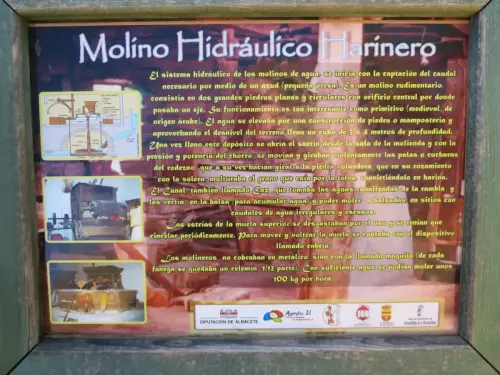 Molino Hidráulico Harinero
El sistema hidráulico de los molinos de agua, se inicia con la captación del caudal
necesario por medio de un azud (pequeña presa). Es un molino rudimentario
consistía en dos grandes piedras planas y circulares con orificio central por donde
pasaba un eje. Su funcionamiento es tan interesante como primitivo (medieval, de
origen árabe). El agua se elevaba por una construcción de piedra o mampostería y
aprovechando el desnivel del terreno llena un cubo de 2 a 4 metros de profundidad.
Una vez lleno este depósito se abría el saetín desde la sala de la molienda y con la
presión y potencia del chorro, se movían y giraban violentamente las palas o cucharas
del rodezno que a su vez hacían girar a la piedra volandera que en su rozamiento
con la solera, molturaba el grano que caía por la tolva convirtiéndolo en harina.
El Canal, también llamado Caz, que tomaba las aguas canalizadas de la rambla y
las vertía en la balsa (para acumular agua) y poder moler a balsadas, en sitios con
caudales de agua irregulares y escasos.
Las estrías de la muela superior se desgastaban por el uso y se tenían que
cincelar periódicamente. Para mover y voltear la muela se contaba con el dispositivo
llamado cabria.
Los molineros no cobraban en metálico, sino con la llamada maquila de cada
fanega se quedaba un celemín (1/12 parte). Con suficiente agua se podían moler unos
100 kg por hora
DIPUTACIÓN DE ALBACETE